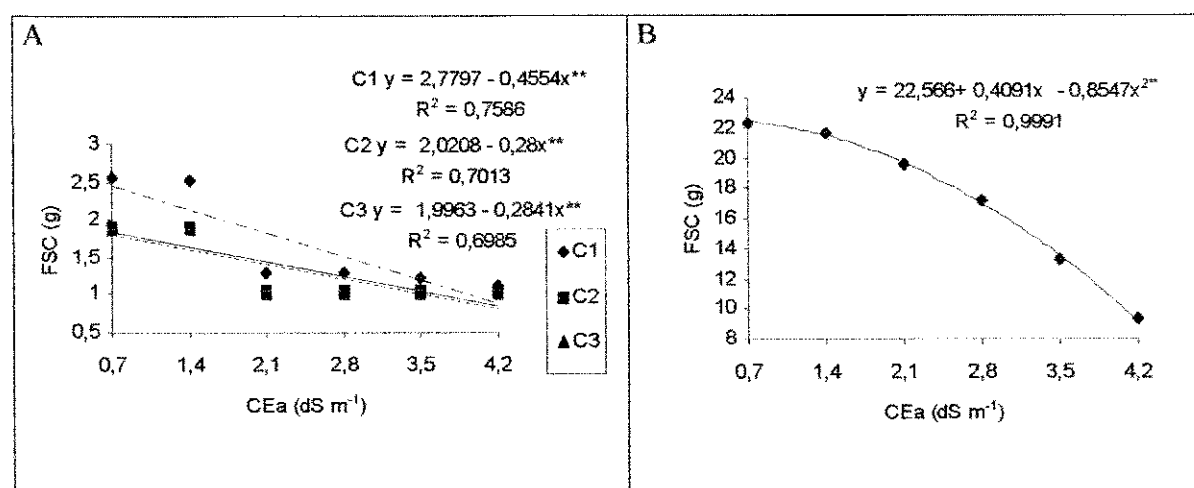 A
C1 y = 2,7797 - 0,4554x**
R² = 0,7586
C2 y = 2,0208 - 0,28x**
R² = 0,7013
C3 y = 1,9963 - 0,2841x**
R² = 0,6985
FSC (g)
3
2,5
2
1,5
1
0,5
0,7 1,4 2,1 2,8 3,5 4,2
CEa (dS m⁻¹)
C1
C2
C3
B
y = 22,566+ 0,4091x - 0,8547x²**
R² = 0,9991
FSC (g)
24
22
20
18
16
14
12
10
8
0,7 1,4 2,1 2,8 3,5 4,2
CEa (dS m⁻¹)